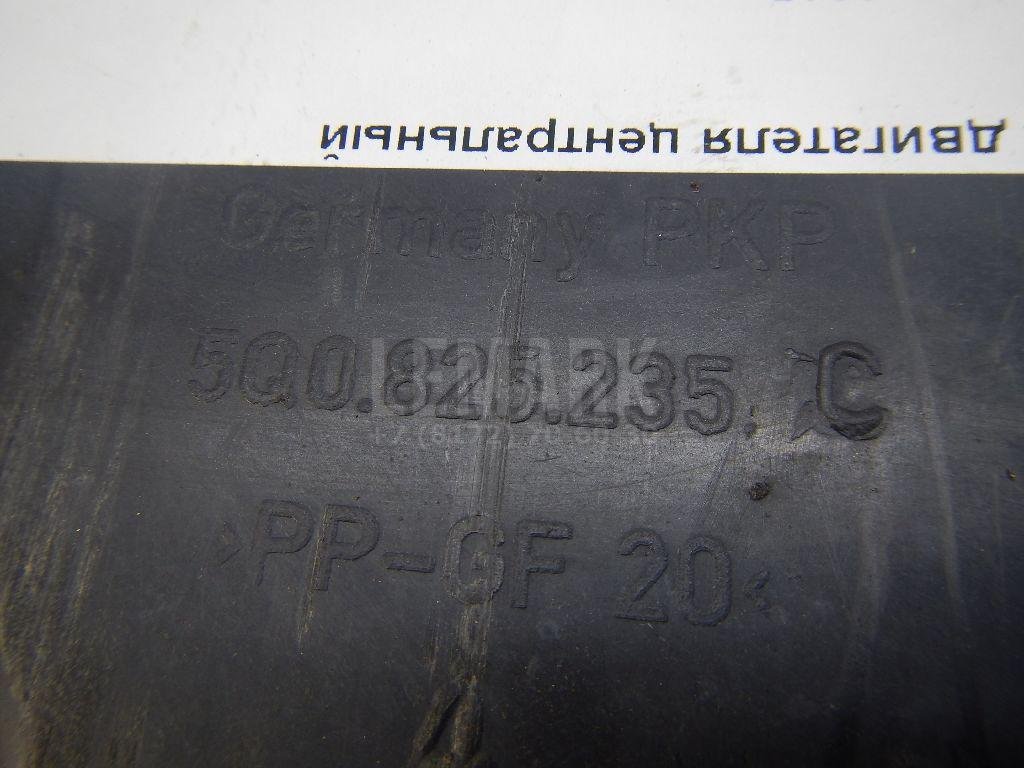 двигателя центральный
Germany PKP
5Q0.825.235. C
>PP-GF 20<